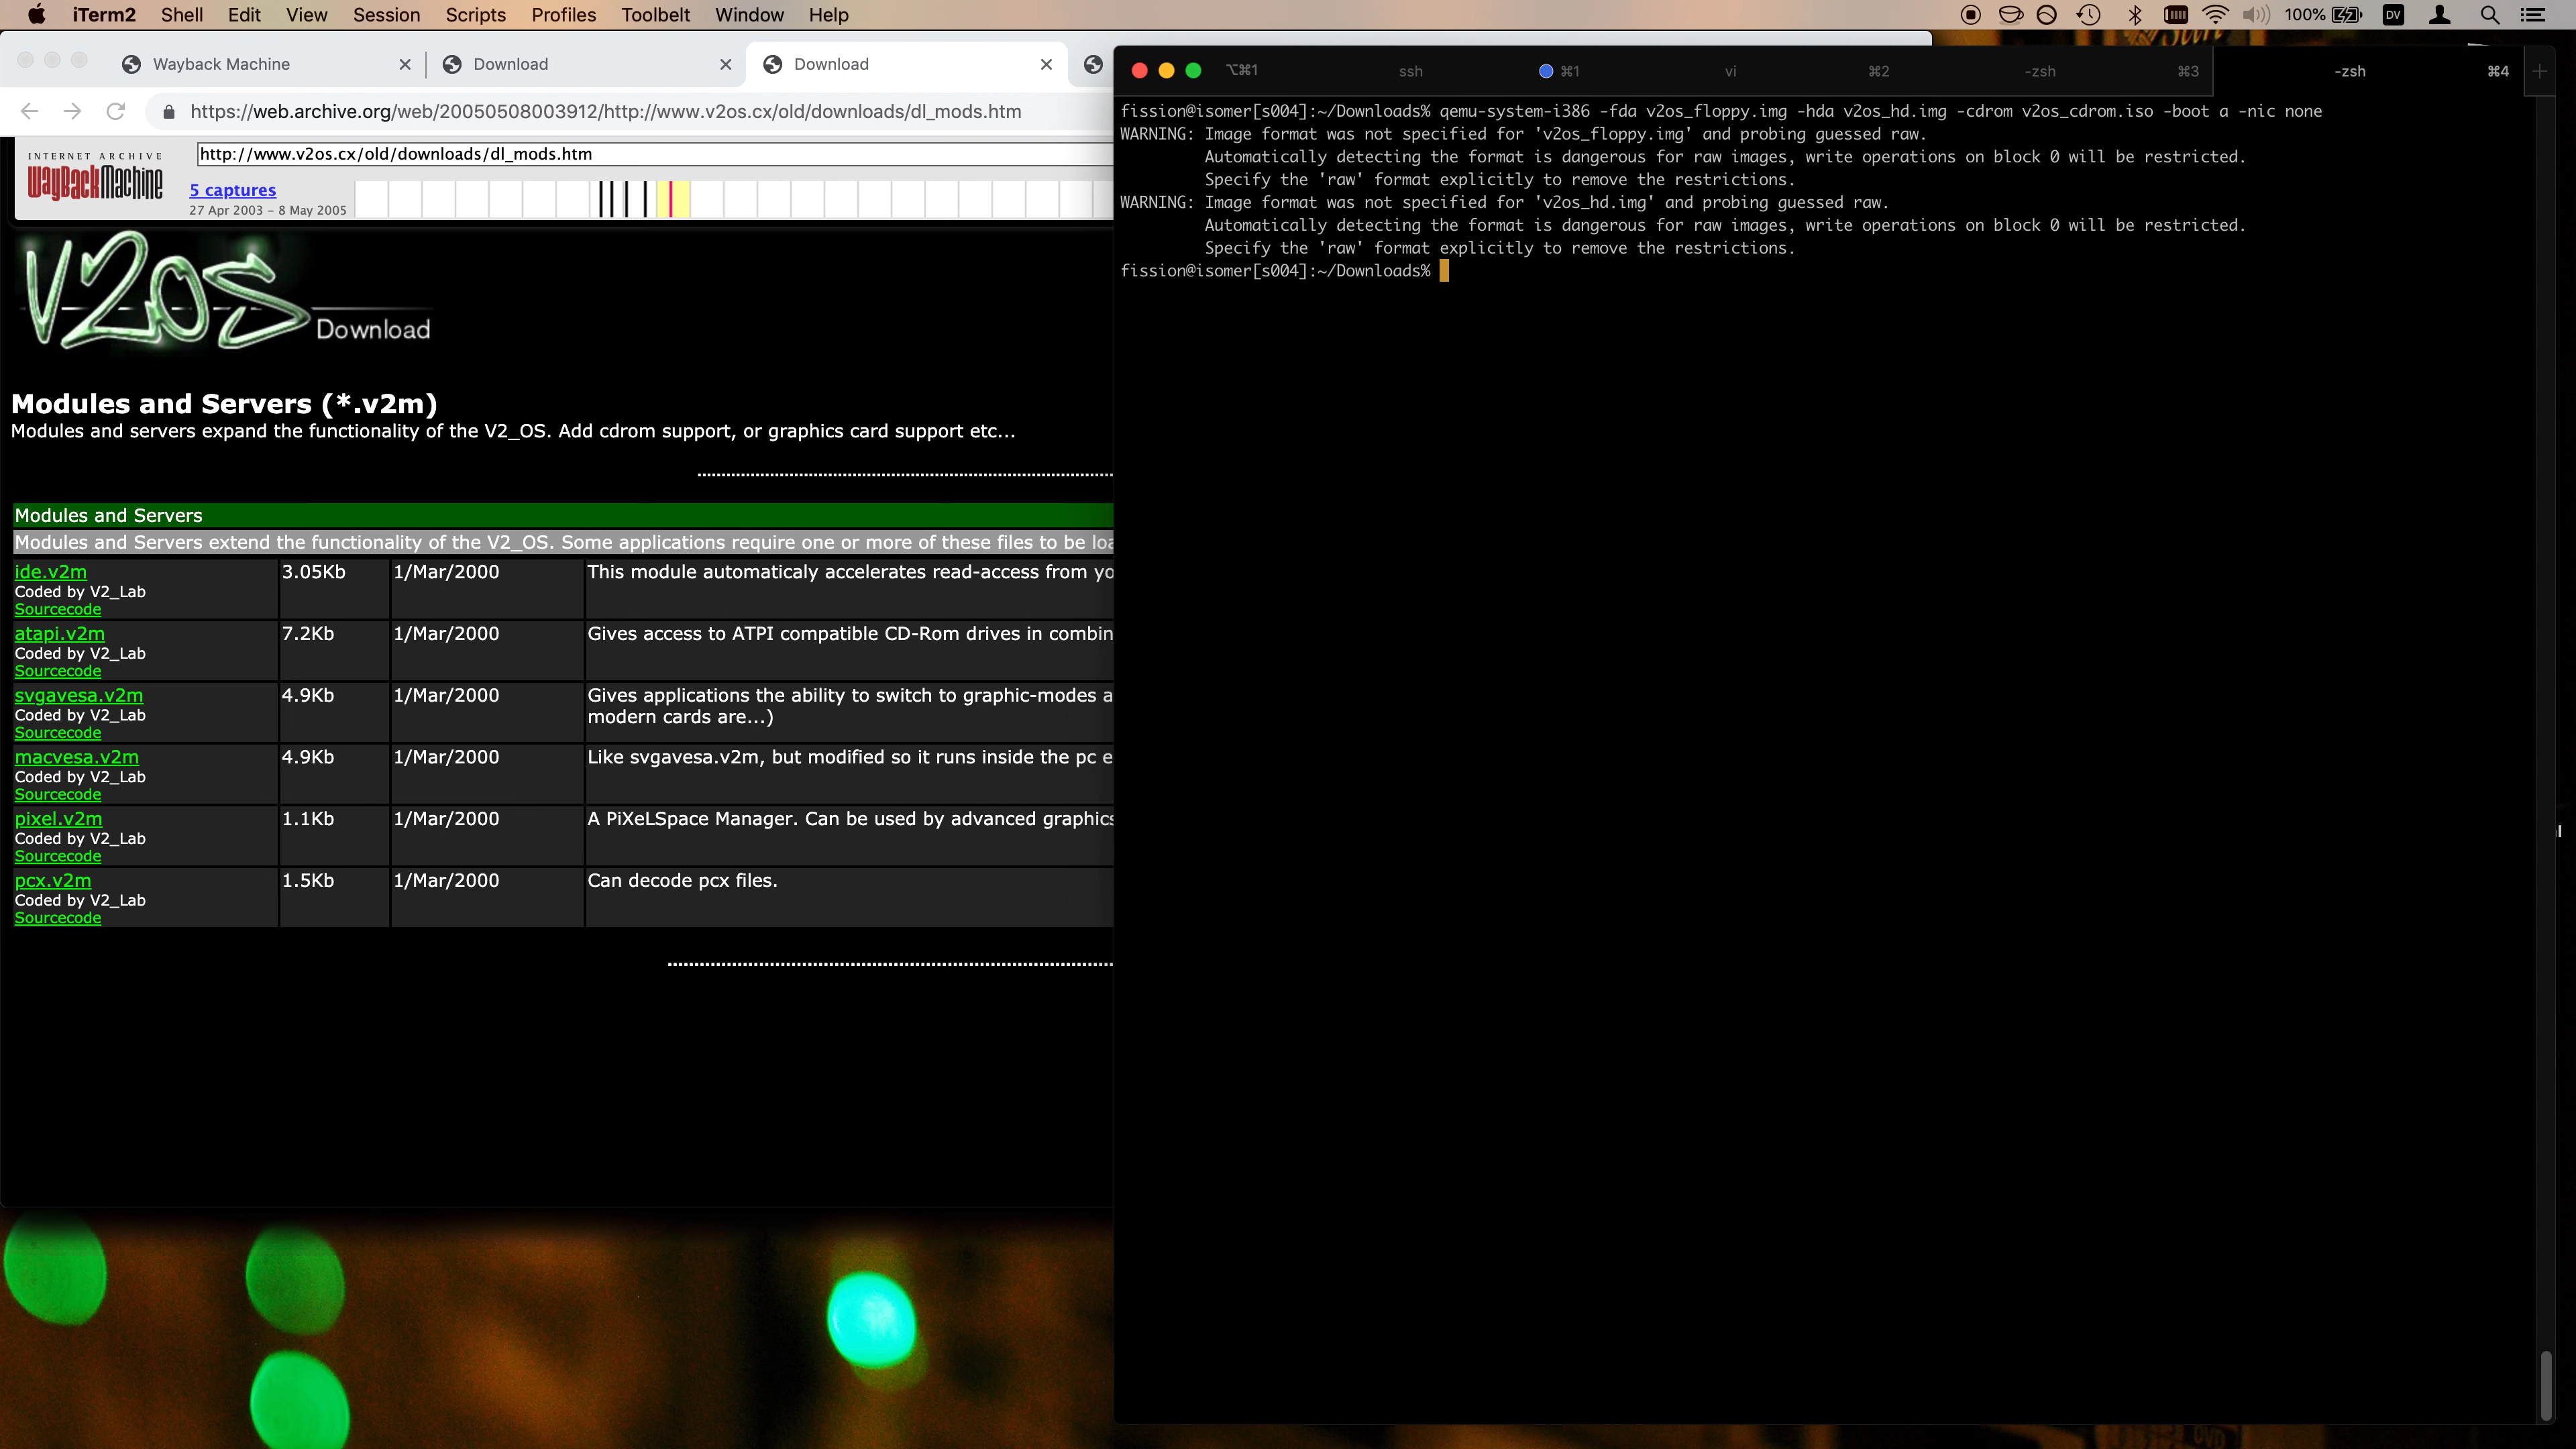 iTerm2 Shell Edit View Session Scripts Profiles Toolbelt Window Help 100% DV
Wayback Machine Download Download
https://web.archive.org/web/20050508003912/http://www.v2os.cx/old/downloads/dl_mods.htm
INTERNET ARCHIVE
WayBackMachine
http://www.v2os.cx/old/downloads/dl_mods.htm
5 captures
27 Apr 2003 – 8 May 2005
V2OS Download
Modules and Servers (*.v2m)
Modules and servers expand the functionality of the V2_OS. Add cdrom support, or graphics card support etc...
Modules and Servers
Modules and Servers extend the functionality of the V2_OS. Some applications require one or more of these files to be loa
ide.v2m 3.05Kb 1/Mar/2000 This module automaticaly accelerates read-access from yo
Coded by V2_Lab
Sourcecode
atapi.v2m 7.2Kb 1/Mar/2000 Gives access to ATPI compatible CD-Rom drives in combin
Coded by V2_Lab
Sourcecode
svgavesa.v2m 4.9Kb 1/Mar/2000 Gives applications the ability to switch to graphic-modes a
Coded by V2_Lab modern cards are...)
Sourcecode
macvesa.v2m 4.9Kb 1/Mar/2000 Like svgavesa.v2m, but modified so it runs inside the pc e
Coded by V2_Lab
Sourcecode
pixel.v2m 1.1Kb 1/Mar/2000 A PiXeLSpace Manager. Can be used by advanced graphics
Coded by V2_Lab
Sourcecode
pcx.v2m 1.5Kb 1/Mar/2000 Can decode pcx files.
Coded by V2_Lab
Sourcecode
⌥⌘1 ssh ⌘1 vi ⌘2 -zsh ⌘3 -zsh ⌘4
fission@isomer[s004]:~/Downloads% qemu-system-i386 -fda v2os_floppy.img -hda v2os_hd.img -cdrom v2os_cdrom.iso -boot a -nic none
WARNING: Image format was not specified for 'v2os_floppy.img' and probing guessed raw.
Automatically detecting the format is dangerous for raw images, write operations on block 0 will be restricted.
Specify the 'raw' format explicitly to remove the restrictions.
WARNING: Image format was not specified for 'v2os_hd.img' and probing guessed raw.
Automatically detecting the format is dangerous for raw images, write operations on block 0 will be restricted.
Specify the 'raw' format explicitly to remove the restrictions.
fission@isomer[s004]:~/Downloads%